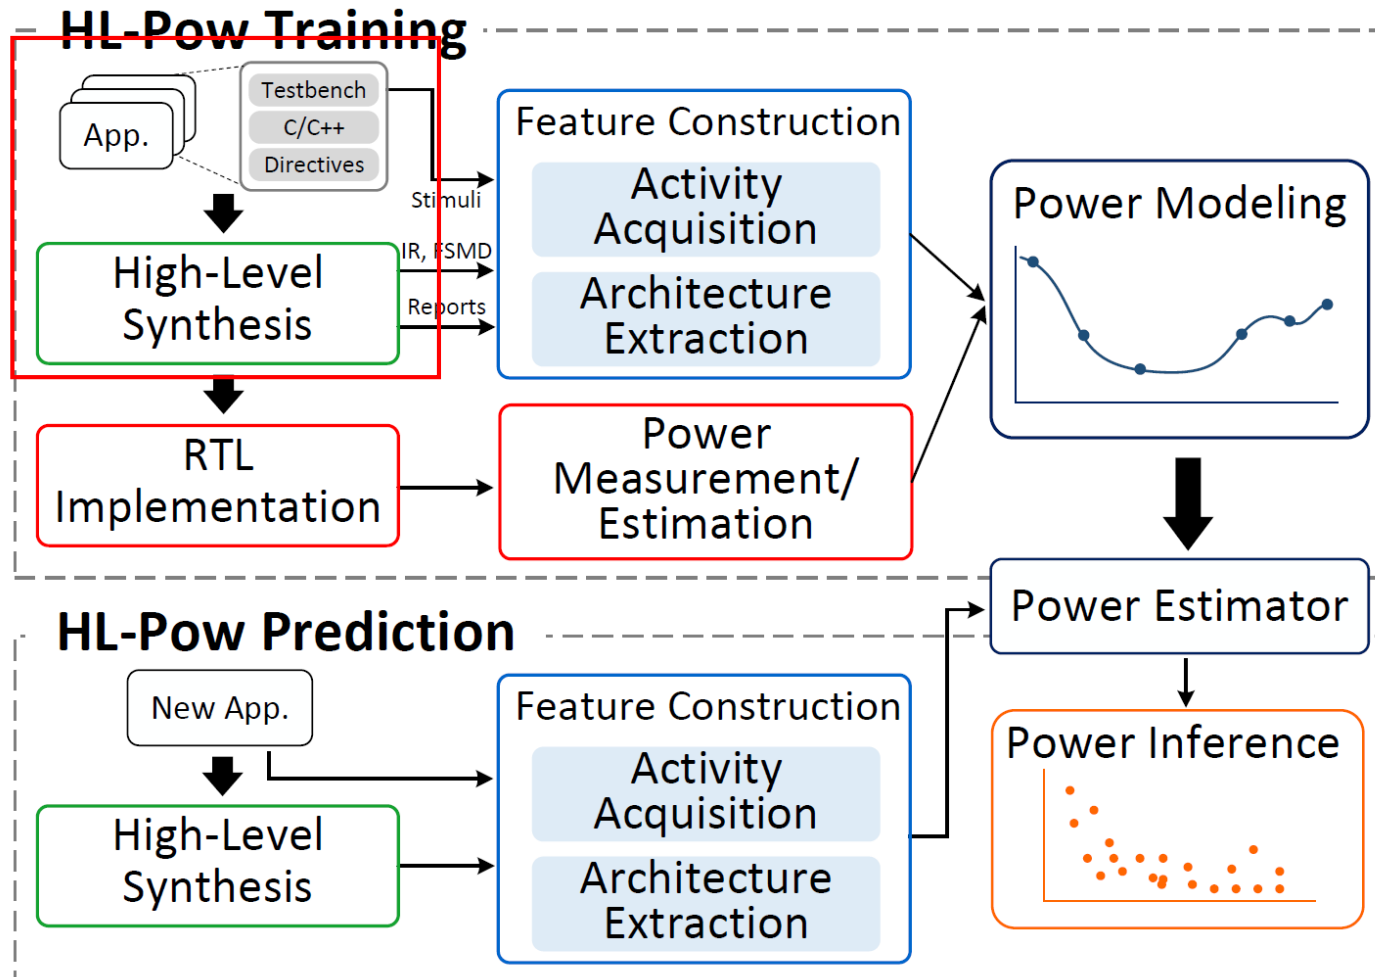 HL-Pow Training
App.
Testbench
C/C++
Directives
Stimuli
High-Level
Synthesis
IR, FSMD
Reports
Feature Construction
Activity
Acquisition
Architecture
Extraction
RTL
Implementation
Power
Measurement/
Estimation
Power Modeling
Power Estimator
HL-Pow Prediction
New App.
High-Level
Synthesis
Feature Construction
Activity
Acquisition
Architecture
Extraction
Power Inference